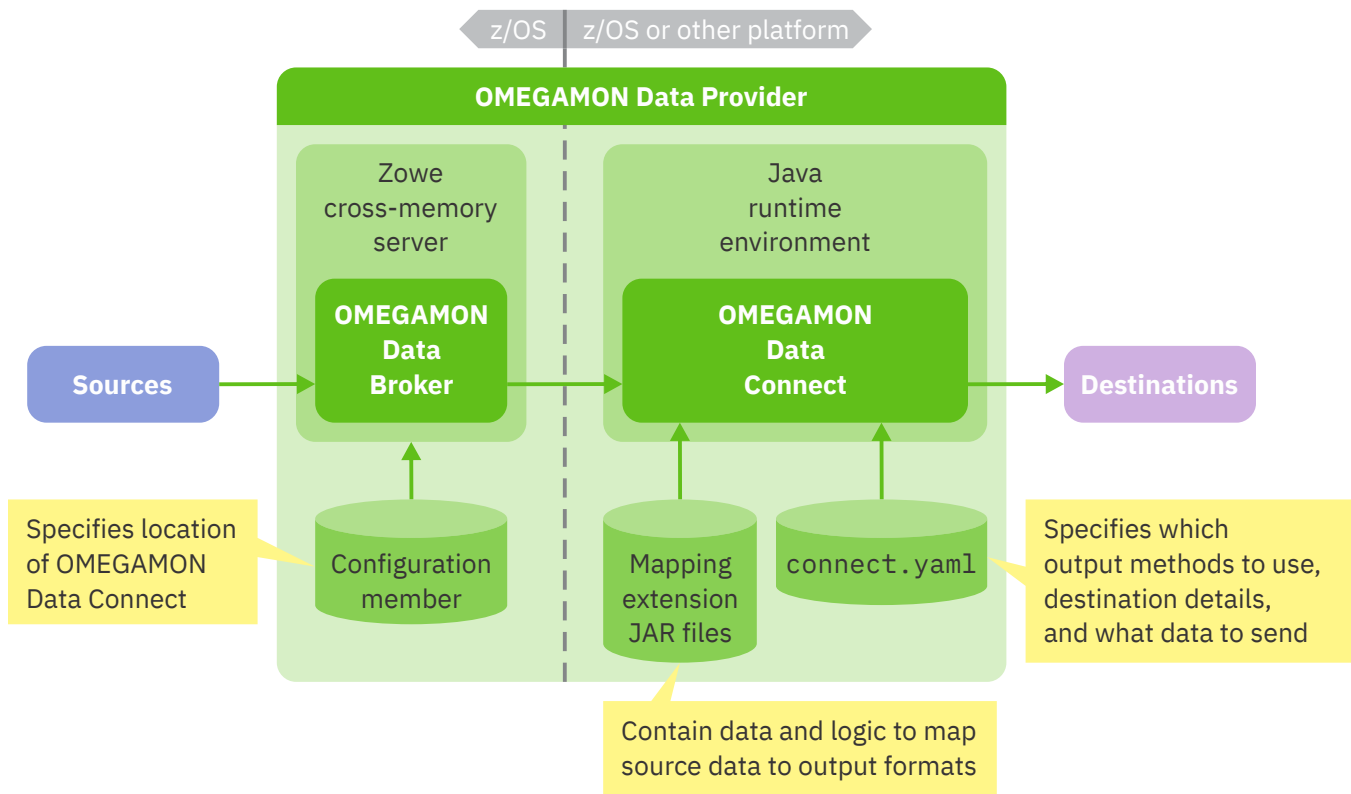 z/OS
z/OS or other platform
OMEGAMON Data Provider
Zowe
cross-memory
server
Java
runtime
environment
OMEGAMON
Data
Broker
OMEGAMON
Data
Connect
Sources
Destinations
Specifies location
of OMEGAMON
Data Connect
Configuration
member
Mapping
extension
JAR files
connect.yaml
Specifies which
output methods to use,
destination details,
and what data to send
Contain data and logic to map
source data to output formats